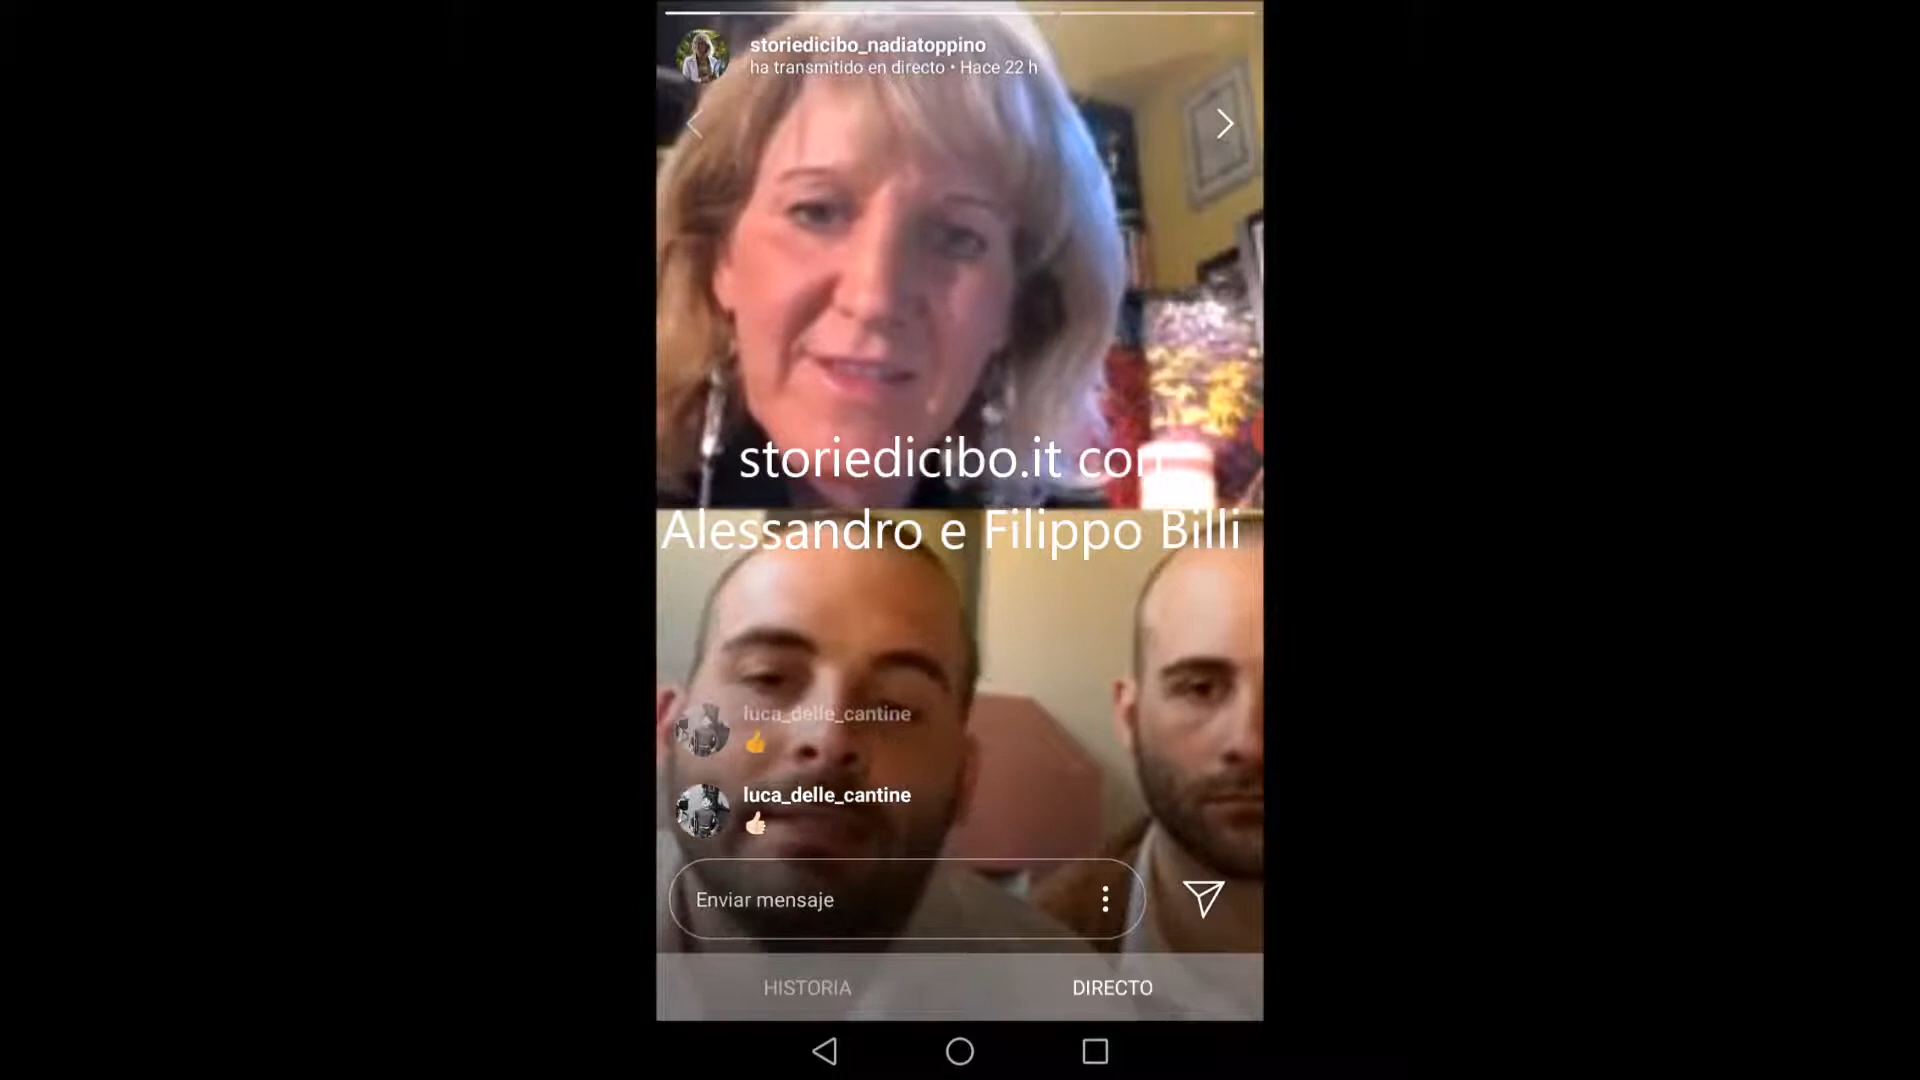 storiedicibo_nadiatoppino
ha transmitido en directo • Hace 22 h
storiedicibo.it con
Alessandro e Filippo Billi
luca_delle_cantine
👍
luca_delle_cantine
👍🏻
Enviar mensaje
HISTORIA
DIRECTO